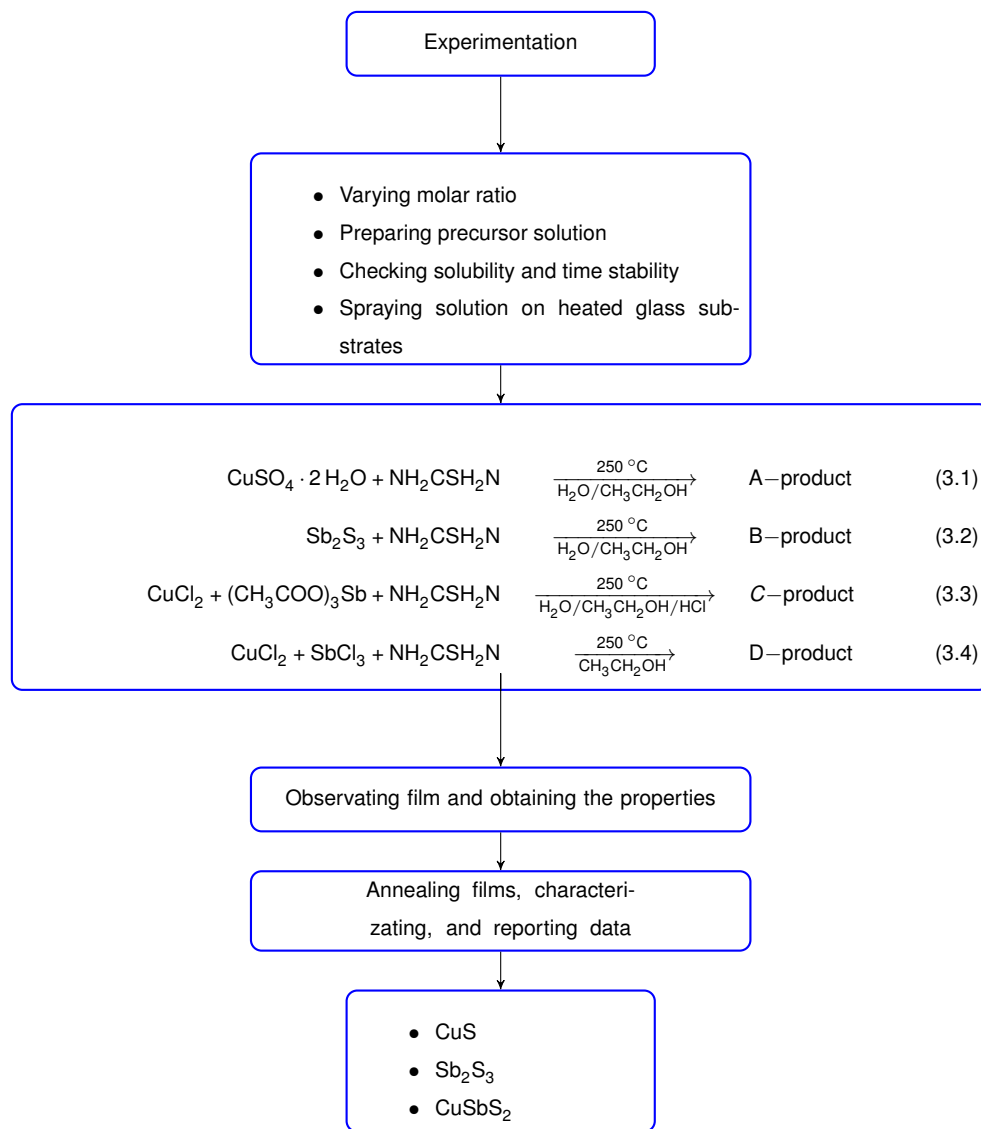 Experimentation
• Varying molar ratio
• Preparing precursor solution
• Checking solubility and time stability
• Spraying solution on heated glass sub-
strates
CuSO₄ · 2 H₂O + NH₂CSH₂N 250 °C H₂O/CH₃CH₂OH A−product (3.1)
Sb₂S₃ + NH₂CSH₂N 250 °C H₂O/CH₃CH₂OH B−product (3.2)
CuCl₂ + (CH₃COO)₃Sb + NH₂CSH₂N 250 °C H₂O/CH₃CH₂OH/HCl C−product (3.3)
CuCl₂ + SbCl₃ + NH₂CSH₂N 250 °C CH₃CH₂OH D−product (3.4)
Observating film and obtaining the properties
Annealing films, characteri-
zating, and reporting data
• CuS
• Sb₂S₃
• CuSbS₂